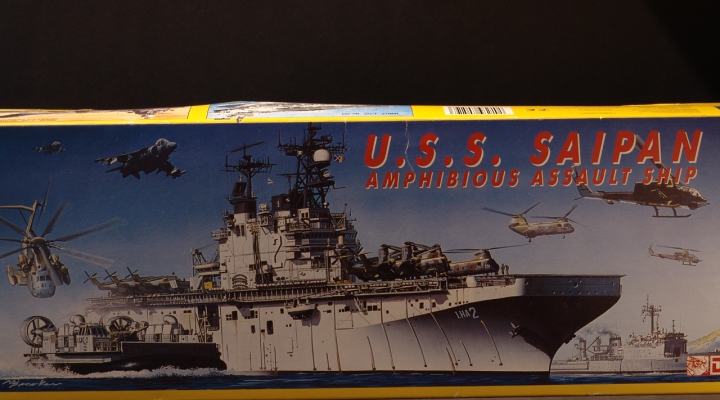 U.S.S. SAIPAN
AMPHIBIOUS ASSAULT SHIP
LHA 2